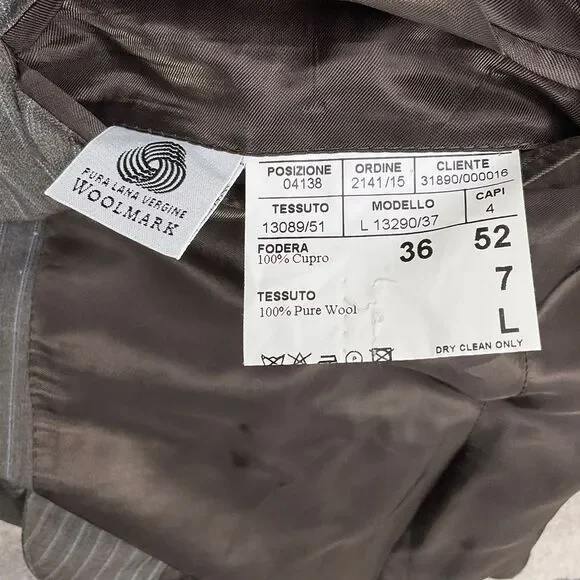 PURA LANA VERGINE
WOOLMARK
POSIZIONE ORDINE CLIENTE
04138 2141/15 31890/000016
TESSUTO MODELLO CAPI
13089/51 L 13290/37 4
FODERA 36 52
100% Cupro
7
TESSUTO
100% Pure Wool
L
DRY CLEAN ONLY